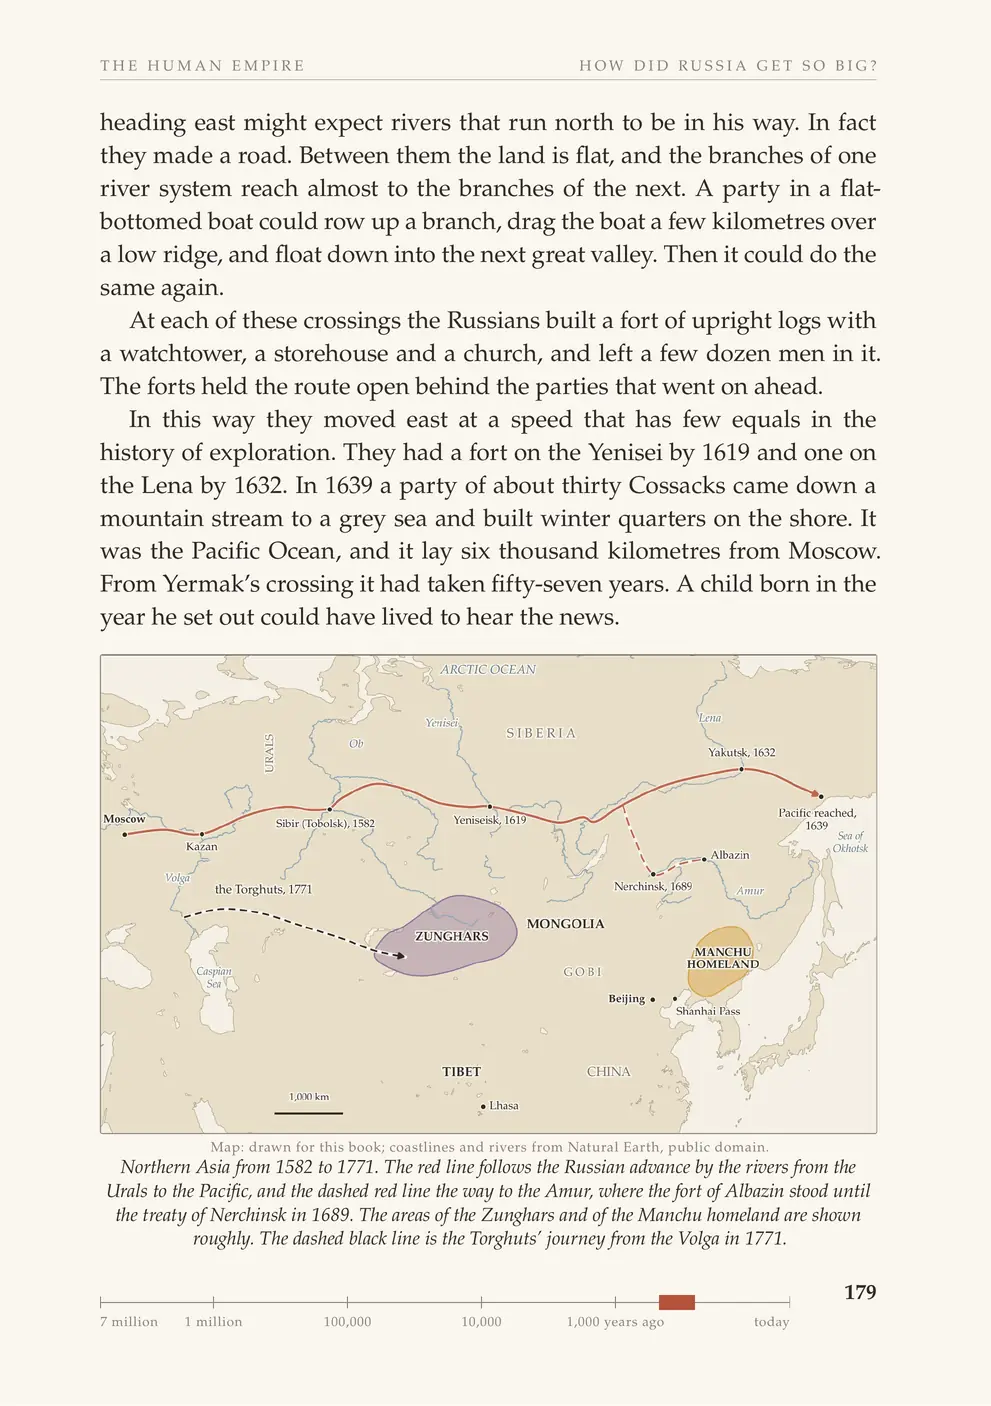 THE HUMAN EMPIRE
HOW DID RUSSIA GET SO BIG?
heading east might expect rivers that run north to be in his way. In fact
they made a road. Between them the land is flat, and the branches of one
river system reach almost to the branches of the next. A party in a flat-
bottomed boat could row up a branch, drag the boat a few kilometres over
a low ridge, and float down into the next great valley. Then it could do the
same again.
At each of these crossings the Russians built a fort of upright logs with
a watchtower, a storehouse and a church, and left a few dozen men in it.
The forts held the route open behind the parties that went on ahead.
In this way they moved east at a speed that has few equals in the
history of exploration. They had a fort on the Yenisei by 1619 and one on
the Lena by 1632. In 1639 a party of about thirty Cossacks came down a
mountain stream to a grey sea and built winter quarters on the shore. It
was the Pacific Ocean, and it lay six thousand kilometres from Moscow.
From Yermak’s crossing it had taken fifty-seven years. A child born in the
year he set out could have lived to hear the news.
ARCTIC OCEAN
Yenisei
Lena
SIBERIA
URALS
Ob
Yakutsk, 1632
Moscow
Kazan
Sibir (Tobolsk), 1582
Yeniseisk, 1619
Pacific reached,
1639
Sea of
Okhotsk
Albazin
Volga
the Torghuts, 1771
Nerchinsk, 1689
Amur
ZUNGHARS
MONGOLIA
MANCHU
HOMELAND
Caspian
Sea
GOBI
Beijing
Shanhai Pass
TIBET
CHINA
1,000 km
Lhasa
Map: drawn for this book; coastlines and rivers from Natural Earth, public domain.
Northern Asia from 1582 to 1771. The red line follows the Russian advance by the rivers from the
Urals to the Pacific, and the dashed red line the way to the Amur, where the fort of Albazin stood until
the treaty of Nerchinsk in 1689. The areas of the Zunghars and of the Manchu homeland are shown
roughly. The dashed black line is the Torghuts’ journey from the Volga in 1771.
179
7 million
1 million
100,000
10,000
1,000 years ago
today